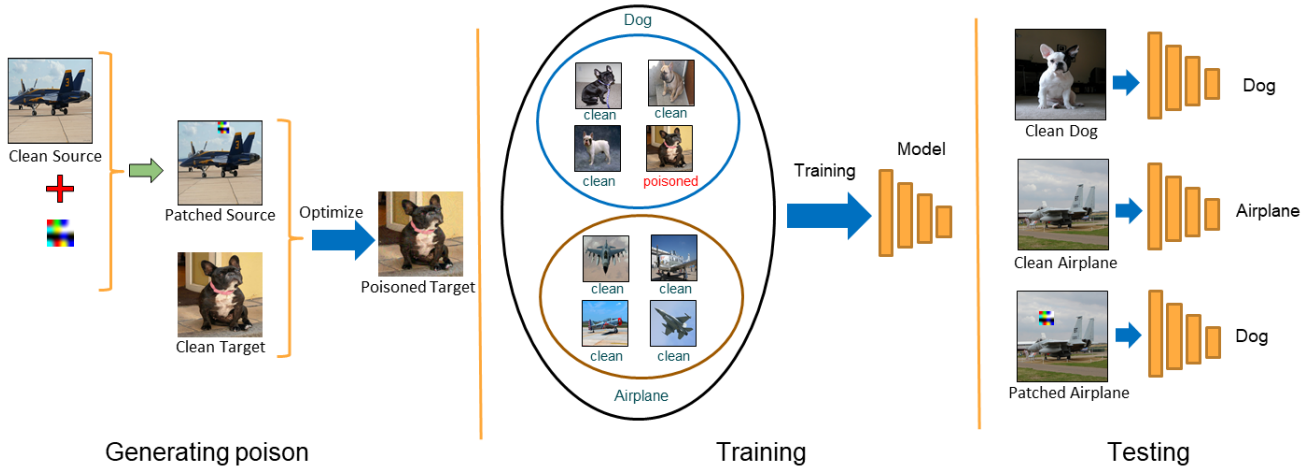 Clean Source
Patched Source
Clean Target
Optimize
Poisoned Target
Generating poison
Dog
clean
clean
clean
poisoned
clean
clean
clean
clean
Airplane
Training
Model
Training
Clean Dog
Dog
Clean Airplane
Airplane
Patched Airplane
Dog
Testing